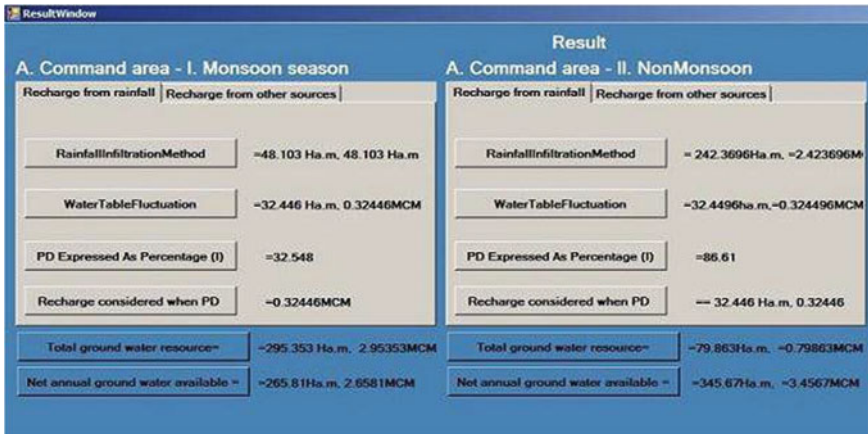 ResultWindow
Result
A. Command area - I. Monsoon season
Recharge from rainfall
Recharge from other sources
RainfallInfiltrationMethod
=48.103 Ha.m, 48.103 Ha.m
WaterTableFluctuation
=32.446 Ha.m, 0.32446MCM
PD Expressed As Percentage (I)
=32.548
Recharge considered when PD
=0.32446MCM
Total ground water resource=
=295.353 Ha.m, 2.95353MCM
Net annual ground water available =
=265.81Ha.m, 2.6581MCM
A. Command area - II. NonMonsoon
Recharge from rainfall
Recharge from other sources
RainfallInfiltrationMethod
= 242.3696Ha.m, =2.423696M
WaterTableFluctuation
=32.4496ha.m,=0.324496MCM
PD Expressed As Percentage (I)
=86.61
Recharge considered when PD
== 32.446 Ha.m, 0.32446
Total ground water resource=
=79.863Ha.m, =0.79863MCM
Net annual ground water available =
=345.67Ha.m, =3.4567MCM